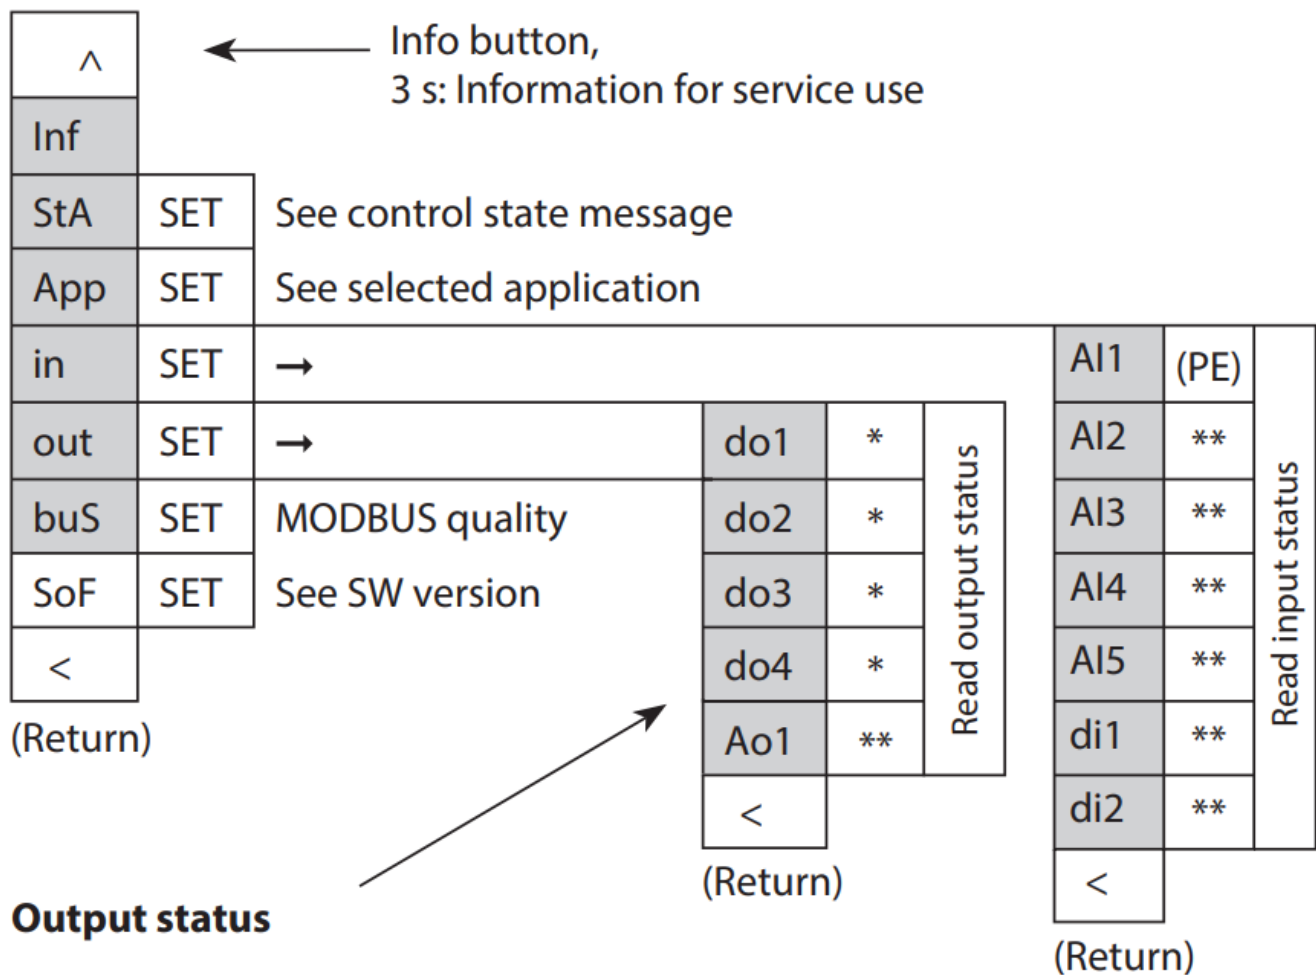 ^
Info button,
3 s: Information for service use
Inf
StA SET See control state message
App SET See selected application
in SET →
out SET →
buS SET MODBUS quality
SoF SET See SW version
<
(Return)
do1 *
do2 *
do3 *
do4 *
Ao1 **
<
(Return)
Read output status
AI1 (PE)
AI2 **
AI3 **
AI4 **
AI5 **
di1 **
di2 **
<
(Return)
Read input status
Output status